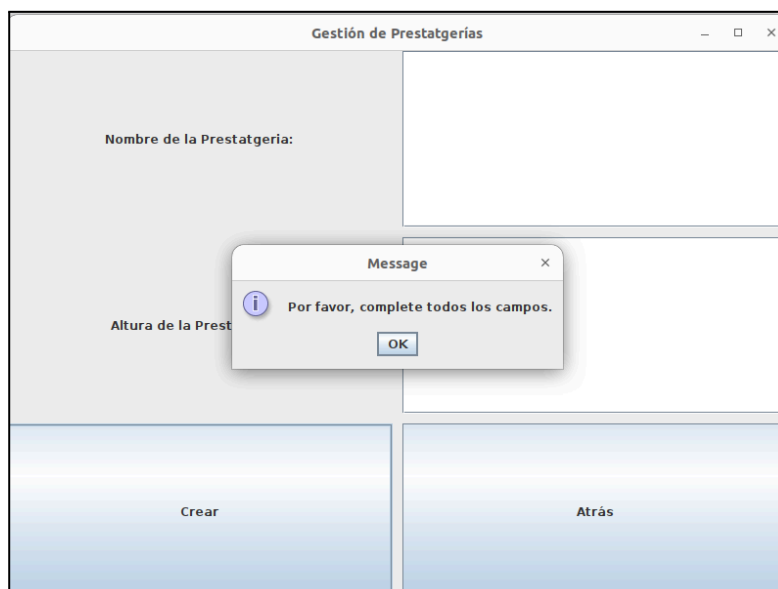 Gestión de Prestatgerías
Nombre de la Prestatgeria:
Message
Por favor, complete todos los campos.
Altura de la
OK
Crear
Atrás